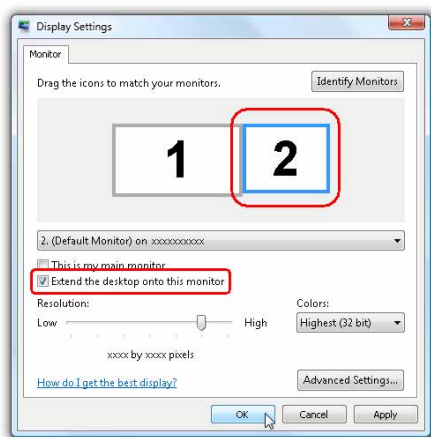 Display Settings
Monitor
Drag the icons to match your monitors.
Identify Monitors
1
2
2. (Default Monitor) on xxxxxxxxxx
This is my main monitor
Extend the desktop onto this monitor
Resolution:
Colors:
Low
High
Highest (32 bit)
xxxx by xxxx pixels
How do I get the best display?
Advanced Settings...
OK
Cancel
Apply